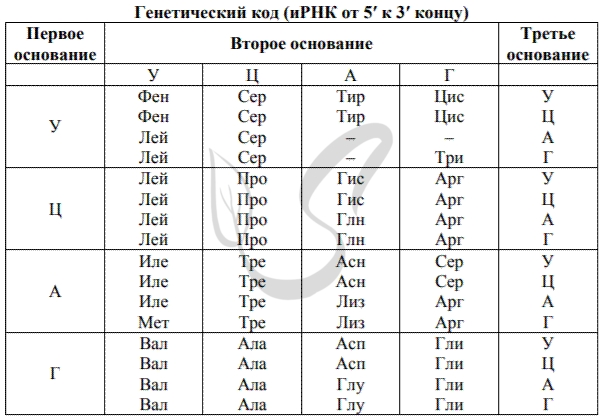 Генетический код (иРНК от 5′ к 3′ концу)
Первое основание Второе основание Третье основание
У Ц А Г
У Фен Сер Тир Цис У
Фен Сер Тир Цис Ц
Лей Сер – – А
Лей Сер – Три Г
Ц Лей Про Гис Арг У
Лей Про Гис Арг Ц
Лей Про Глн Арг А
Лей Про Глн Арг Г
А Иле Тре Асн Сер У
Иле Тре Асн Сер Ц
Иле Тре Лиз Арг А
Мет Тре Лиз Арг Г
Г Вал Ала Асп Гли У
Вал Ала Асп Гли Ц
Вал Ала Глу Гли А
Вал Ала Глу Гли Г